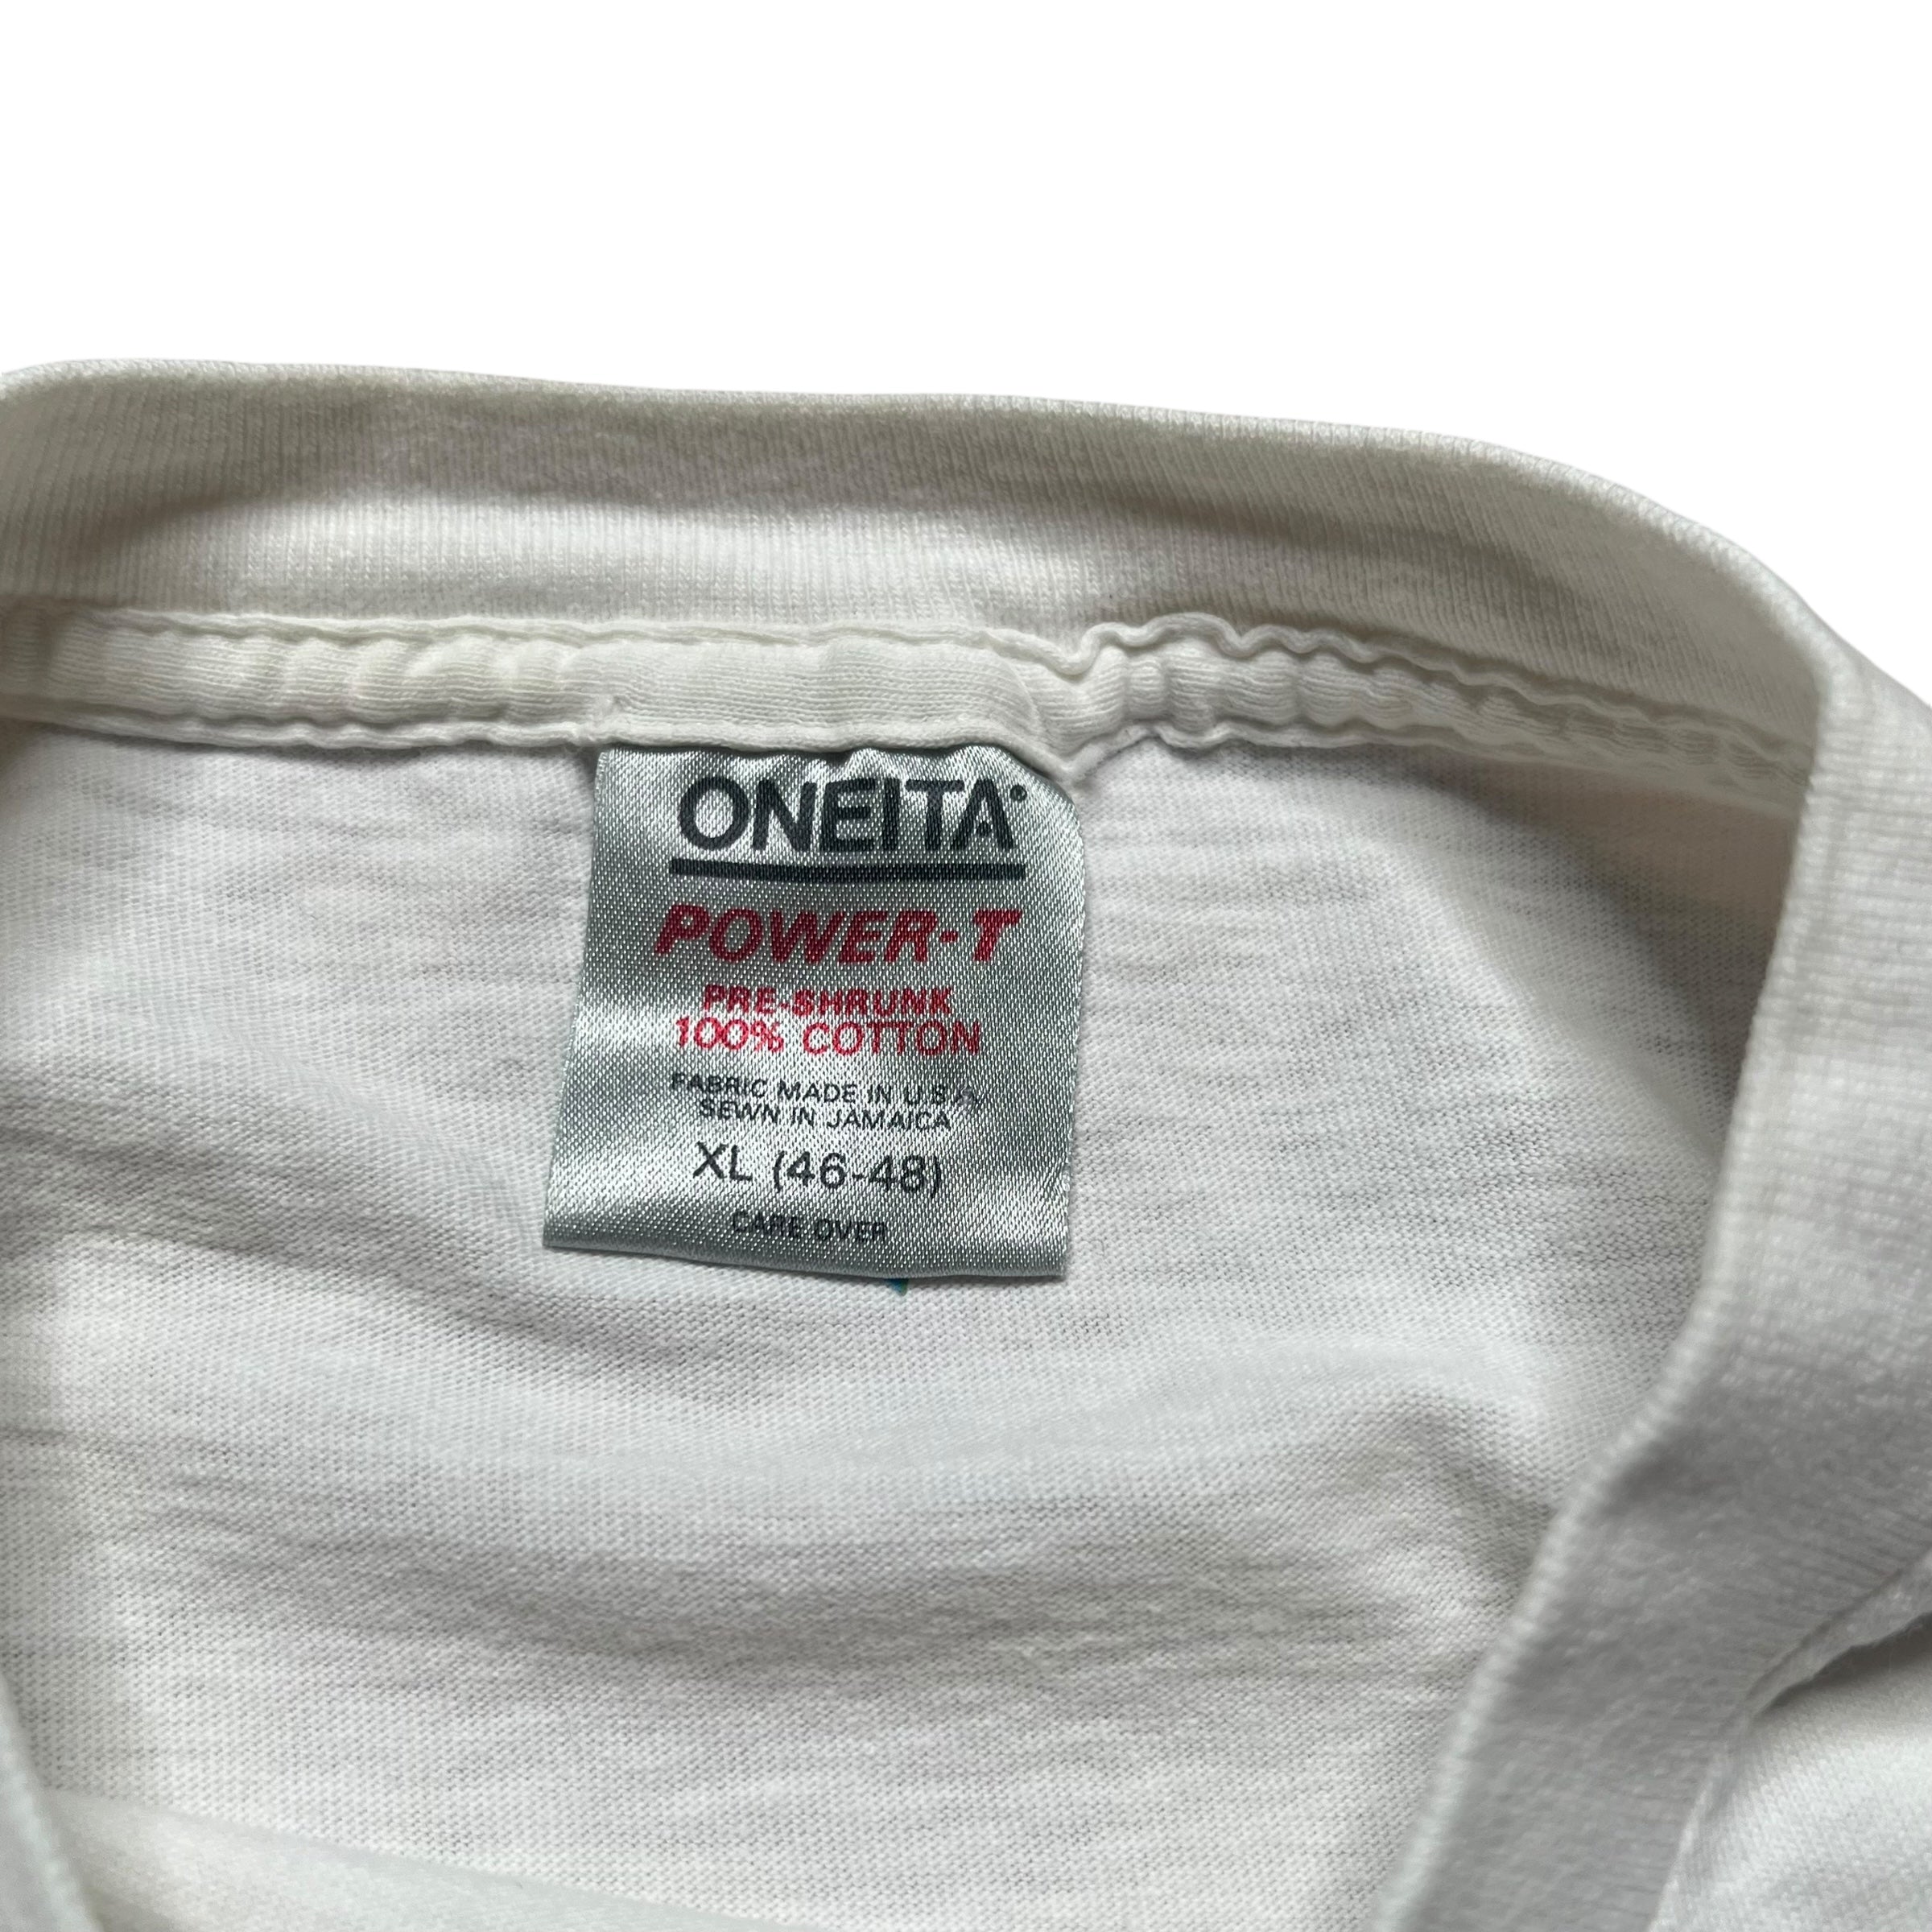 ONEITA
POWER-T
PRE-SHRUNK
100% COTTON
FABRIC MADE IN U.S.A.
SEWN IN JAMAICA
XL (46-48)
CARE OVER